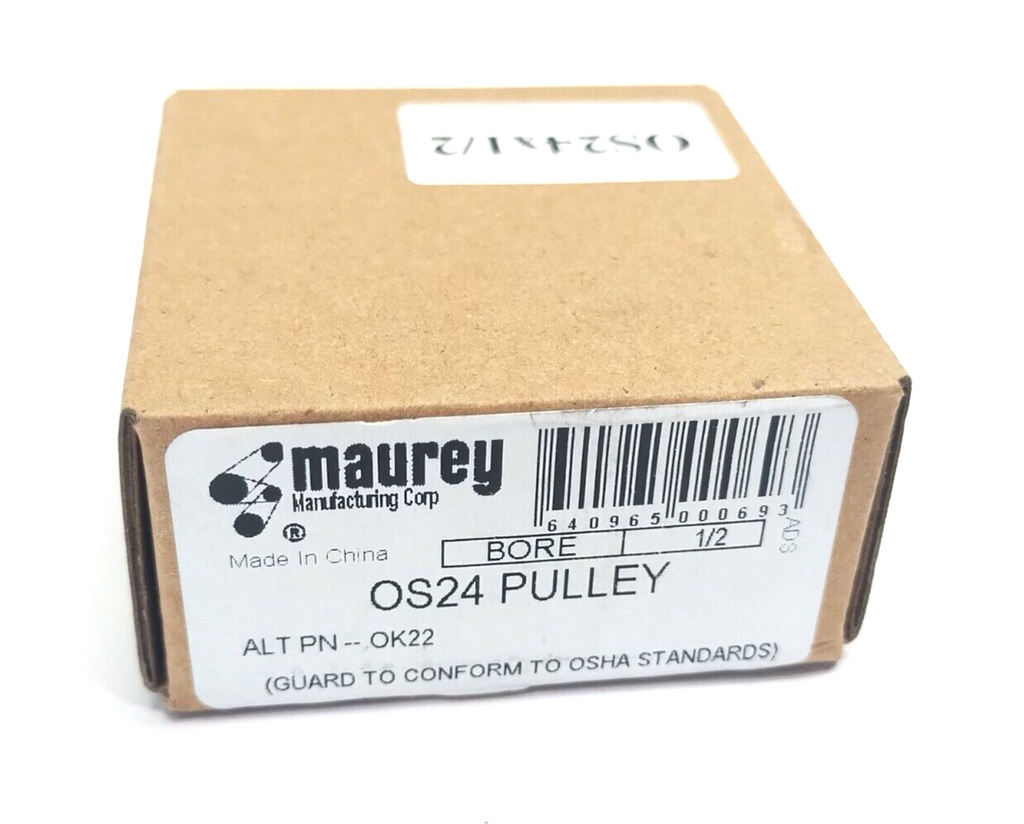 OS24x1/2
maurey
Manufacturing Corp
®
Made In China
640965000693
ADS
BORE 1/2
OS24 PULLEY
ALT PN -- OK22
(GUARD TO CONFORM TO OSHA STANDARDS)